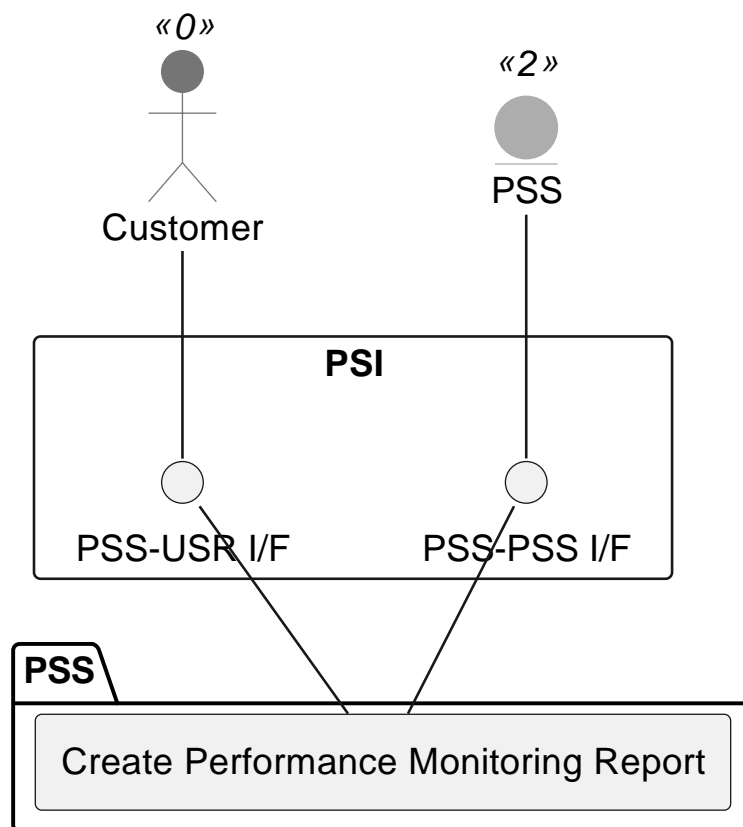 «0»
«2»
Customer
PSS
PSI
PSS-USR I/F
PSS-PSS I/F
PSS
Create Performance Monitoring Report